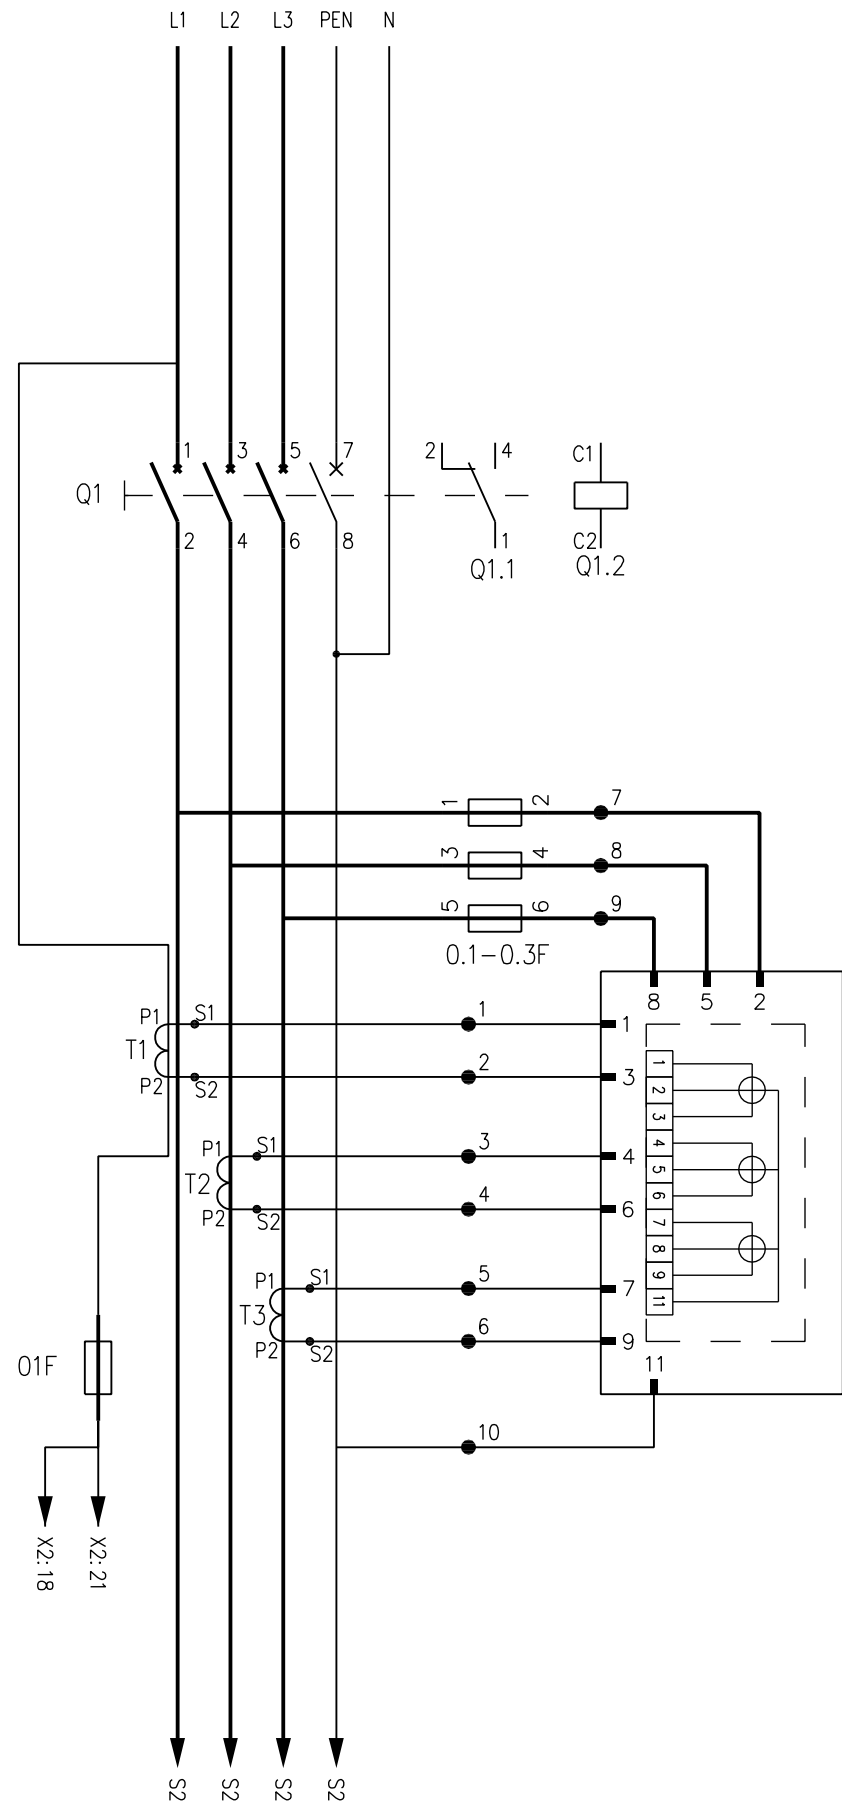 L1 L2 L3 PEN N
1 3 5 7 2 4 C1
Q1
2 4 6 8 1 C2
Q1.1 Q1.2
1 2 7
3 4 8
5 6 9
0.1-0.3F
8 5 2
P1 S1 1 1
T1
P2 S2 2 3
P1 S1 3 4
T2
P2 S2 4 6
P1 S1 5 7
T3
P2 S2 6 9
1
2
3
4
5
6
7
8
9
11
11
01F
10
X2:18 X2:21
S2 S2 S2 S2